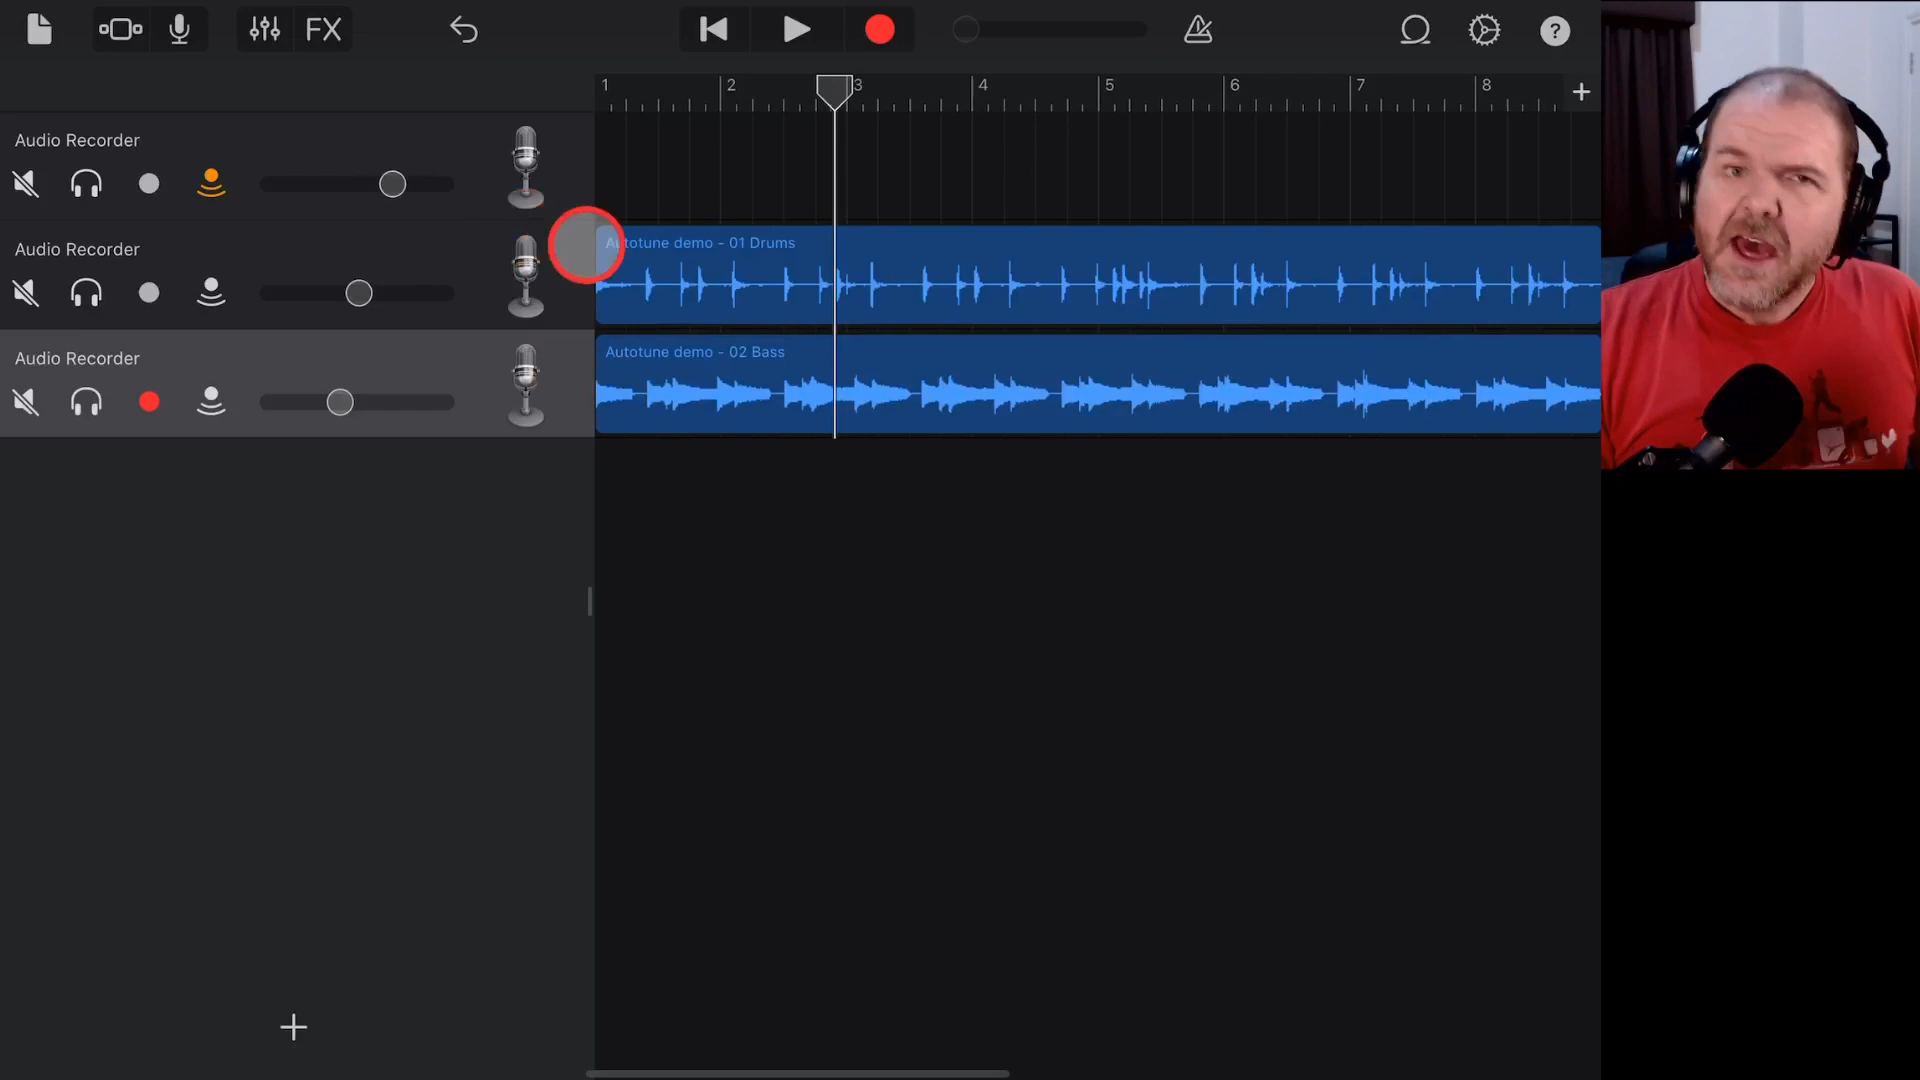 FX
?
1 2 3 4 5 6 7 8
Audio Recorder
Audio Recorder
Autotune demo - 01 Drums
Audio Recorder
Autotune demo - 02 Bass